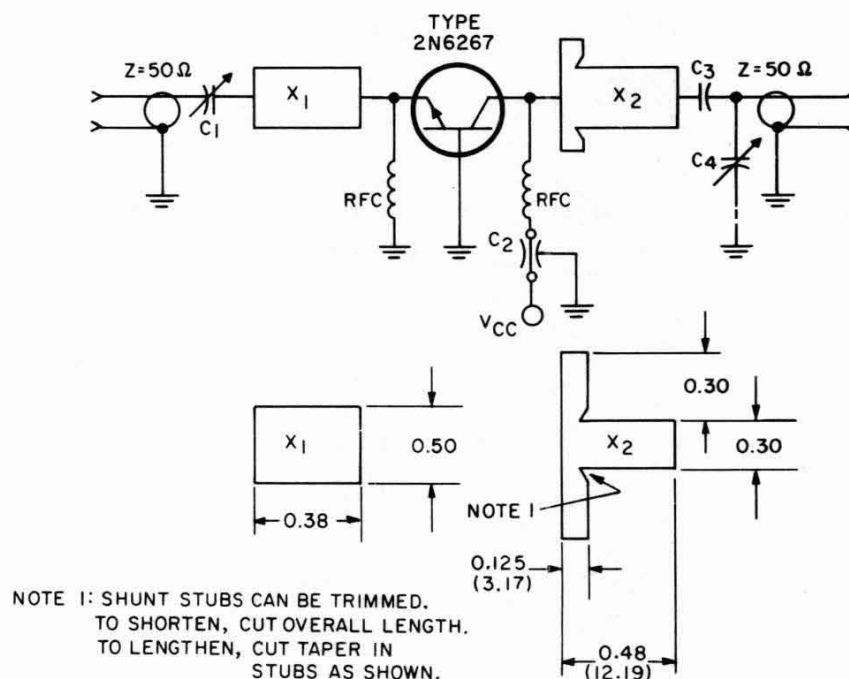 TYPE
2N6267
Z=50Ω
X1
C1
RFC
RFC
C2
VCC
X2
C3
Z=50Ω
C4
X1
0.50
0.38
X2
0.30
0.30
NOTE 1
0.125
(3.17)
0.48
(12.19)
NOTE 1: SHUNT STUBS CAN BE TRIMMED.
TO SHORTEN, CUT OVERALL LENGTH.
TO LENGTHEN, CUT TAPER IN
STUBS AS SHOWN.